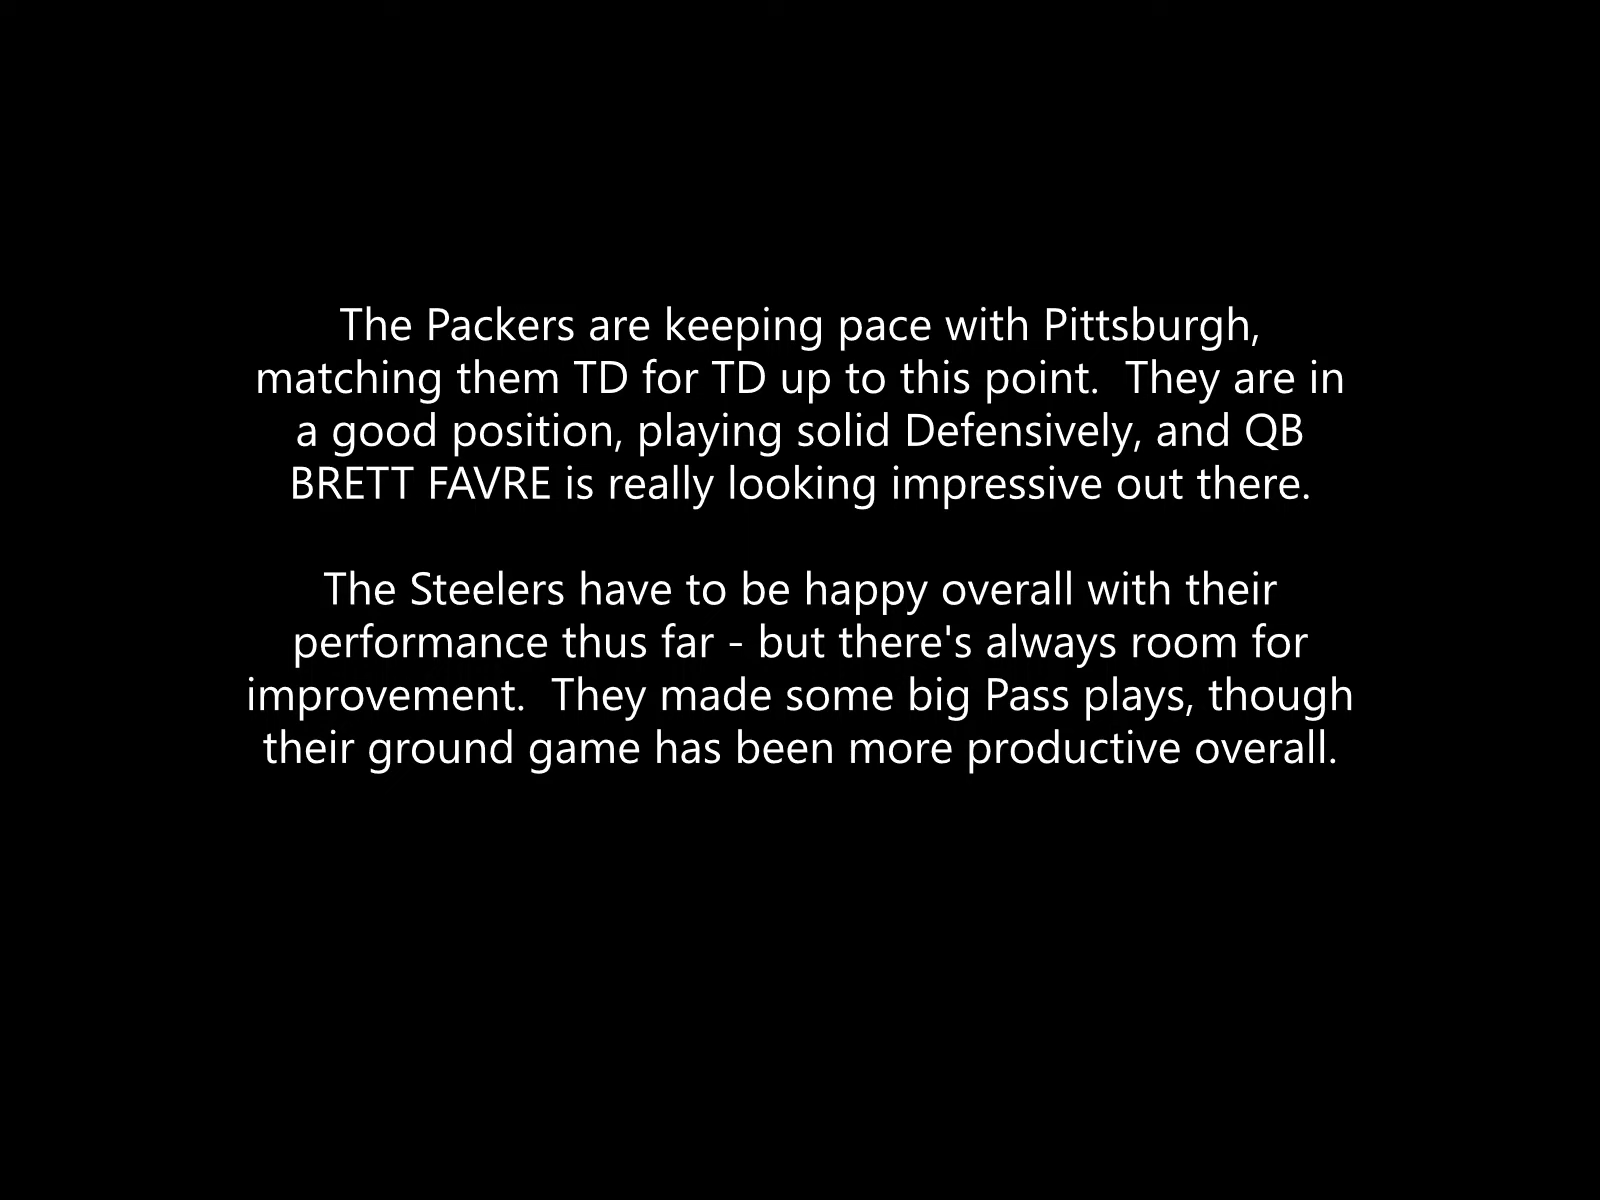 The Packers are keeping pace with Pittsburgh,
matching them TD for TD up to this point.  They are in
a good position, playing solid Defensively, and QB
BRETT FAVRE is really looking impressive out there.

The Steelers have to be happy overall with their
performance thus far - but there's always room for
improvement.  They made some big Pass plays, though
their ground game has been more productive overall.